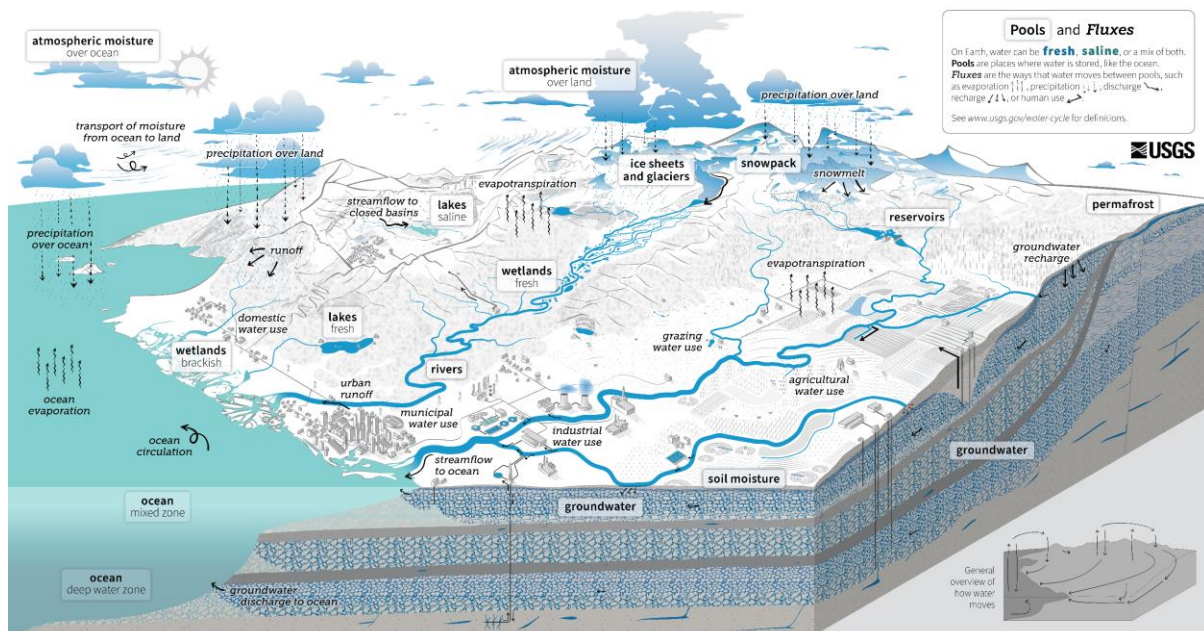 atmospheric moisture
over ocean
atmospheric moisture
over land
Pools and Fluxes
On Earth, water can be fresh, saline, or a mix of both.
Pools are places where water is stored, like the ocean.
Fluxes are the ways that water moves between pools, such
as evaporation, precipitation, discharge,
recharge, or human use.
See www.usgs.gov/water-cycle for definitions.
USGS
precipitation over land
transport of moisture
from ocean to land
precipitation over land
ice sheets
and glaciers
snowpack
snowmelt
evapotranspiration
streamflow to
closed basins
lakes
saline
permafrost
reservoirs
precipitation
over ocean
runoff
groundwater
recharge
wetlands
fresh
evapotranspiration
domestic
water use
lakes
fresh
grazing
water use
wetlands
brackish
rivers
ocean
evaporation
urban
runoff
agricultural
water use
municipal
water use
industrial
water use
ocean
circulation
streamflow
to ocean
groundwater
soil moisture
ocean
mixed zone
groundwater
ocean
deep water zone
groundwater
discharge to ocean
General
overview of
how water
moves